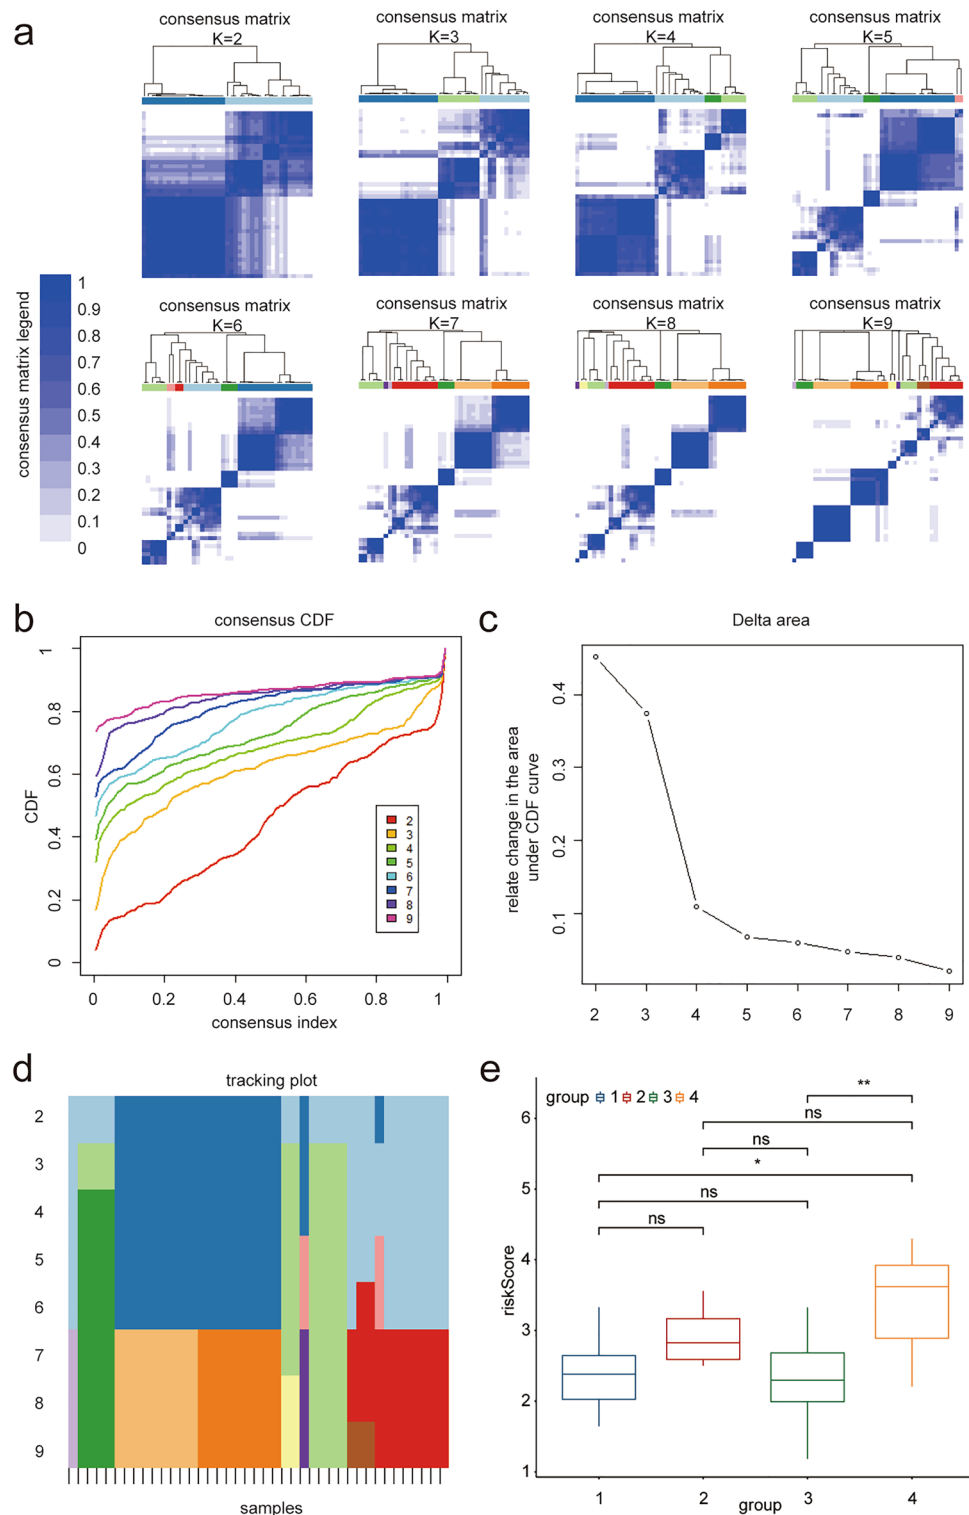 a
consensus matrix
K=2
consensus matrix
K=3
consensus matrix
K=4
consensus matrix
K=5
consensus matrix legend
1
0.9
0.8
0.7
0.6
0.5
0.4
0.3
0.2
0.1
0
consensus matrix
K=6
consensus matrix
K=7
consensus matrix
K=8
consensus matrix
K=9
b
consensus CDF
CDF
1
0.8
0.6
0.4
0.2
0
2
3
4
5
6
7
8
9
0 0.2 0.4 0.6 0.8 1
consensus index
c
Delta area
relate change in the area
under CDF curve
0.4
0.3
0.2
0.1
2 3 4 5 6 7 8 9
d
tracking plot
2
3
4
5
6
7
8
9
samples
e
group 1 2 3 4
**
ns
ns
*
ns
ns
riskScore
6
5
4
3
2
1
1 2 3 4
group